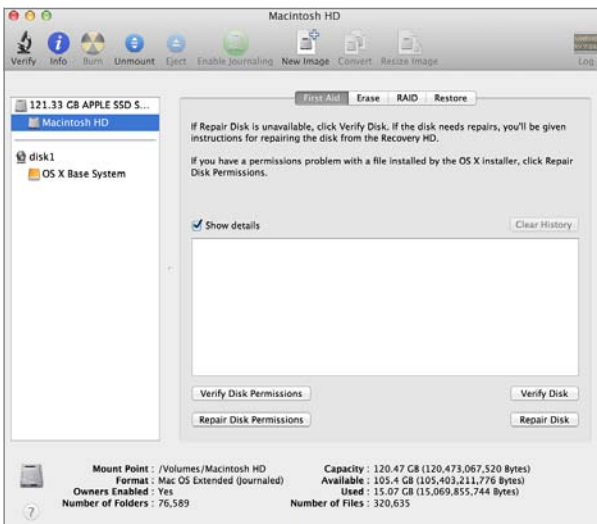 Macintosh HD
Verify Info Burn Unmount Eject Enable Journaling New Image Convert Resize Image Log
121.33 GB APPLE SSD S...
Macintosh HD
disk1
OS X Base System
First Aid Erase RAID Restore
If Repair Disk is unavailable, click Verify Disk. If the disk needs repairs, you'll be given
instructions for repairing the disk from the Recovery HD.
If you have a permissions problem with a file installed by the OS X installer, click Repair
Disk Permissions.
Show details Clear History
Verify Disk Permissions Verify Disk
Repair Disk Permissions Repair Disk
Mount Point : /Volumes/Macintosh HD Capacity : 120.47 GB (120,473,067,520 Bytes)
Format : Mac OS Extended (Journaled) Available : 105.4 GB (105,403,211,776 Bytes)
Owners Enabled : Yes Used : 15.07 GB (15,069,855,744 Bytes)
Number of Folders : 76,589 Number of Files : 320,635
?